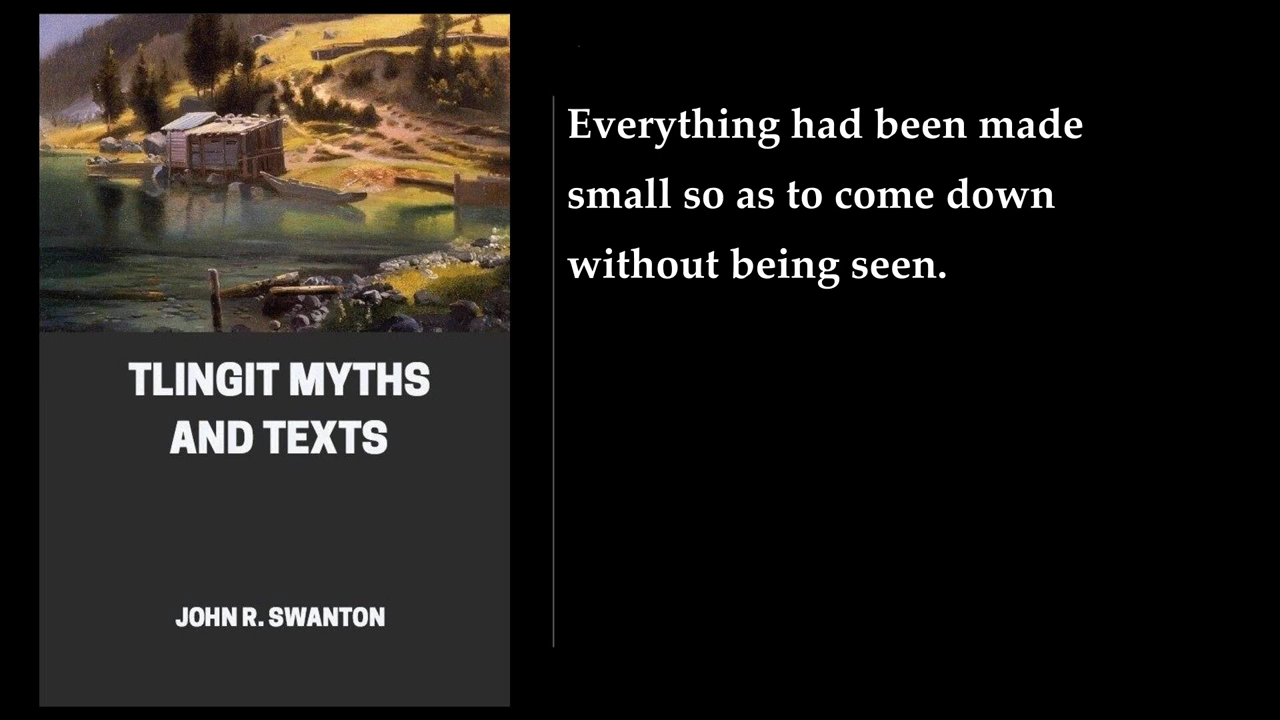 TLINGIT MYTHS
AND TEXTS
JOHN R. SWANTON
Everything had been made
small so as to come down
without being seen.